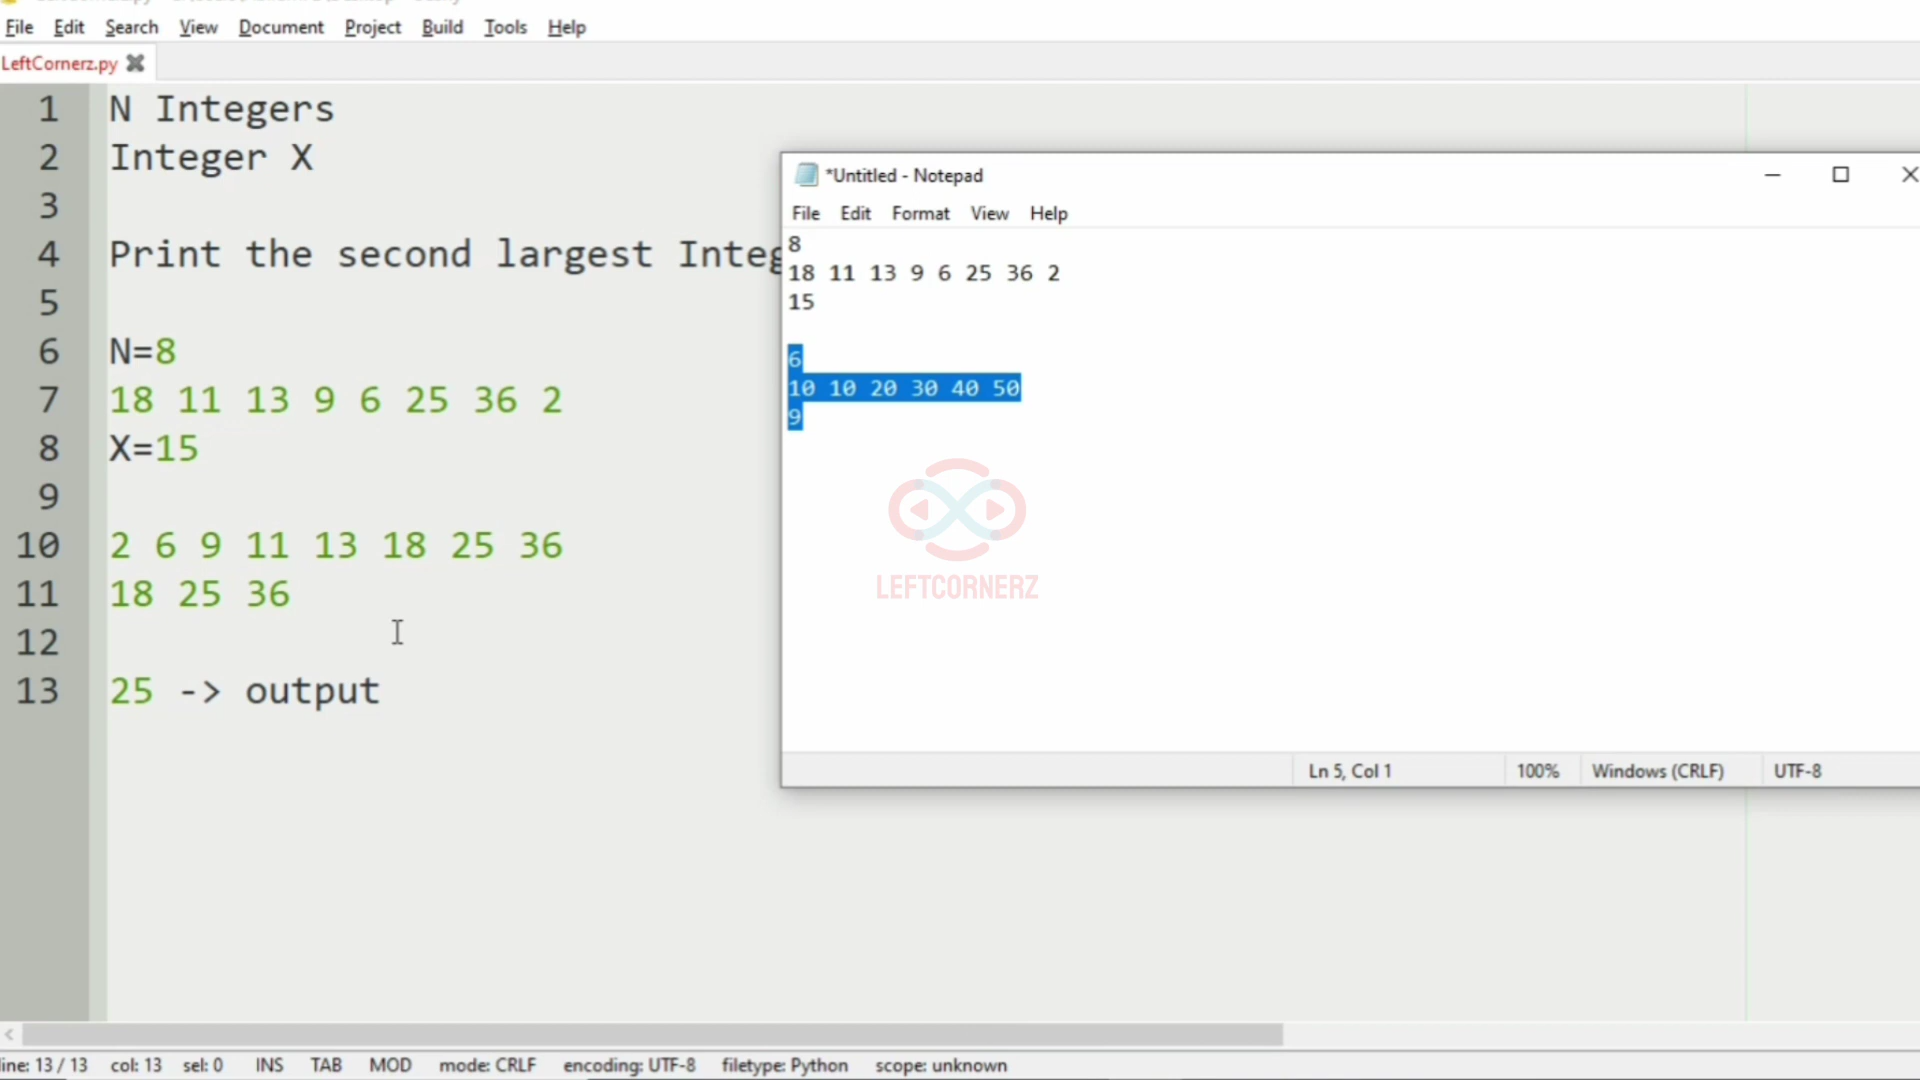 File Edit Search View Document Project Build Tools Help
LeftCornerz.py
1 N Integers
2 Integer X
3
4 Print the second largest Integ
5
6 N=8
7 18 11 13 9 6 25 36 2
8 X=15
9
10 2 6 9 11 13 18 25 36
11 18 25 36
12
13 25 -> output
*Untitled - Notepad
File Edit Format View Help
8
18 11 13 9 6 25 36 2
15
6
10 10 20 30 40 50
9
LEFTCORNERZ
Ln 5, Col 1 100% Windows (CRLF) UTF-8
line: 13 / 13 col: 13 sel: 0 INS TAB MOD mode: CRLF encoding: UTF-8 filetype: Python scope: unknown